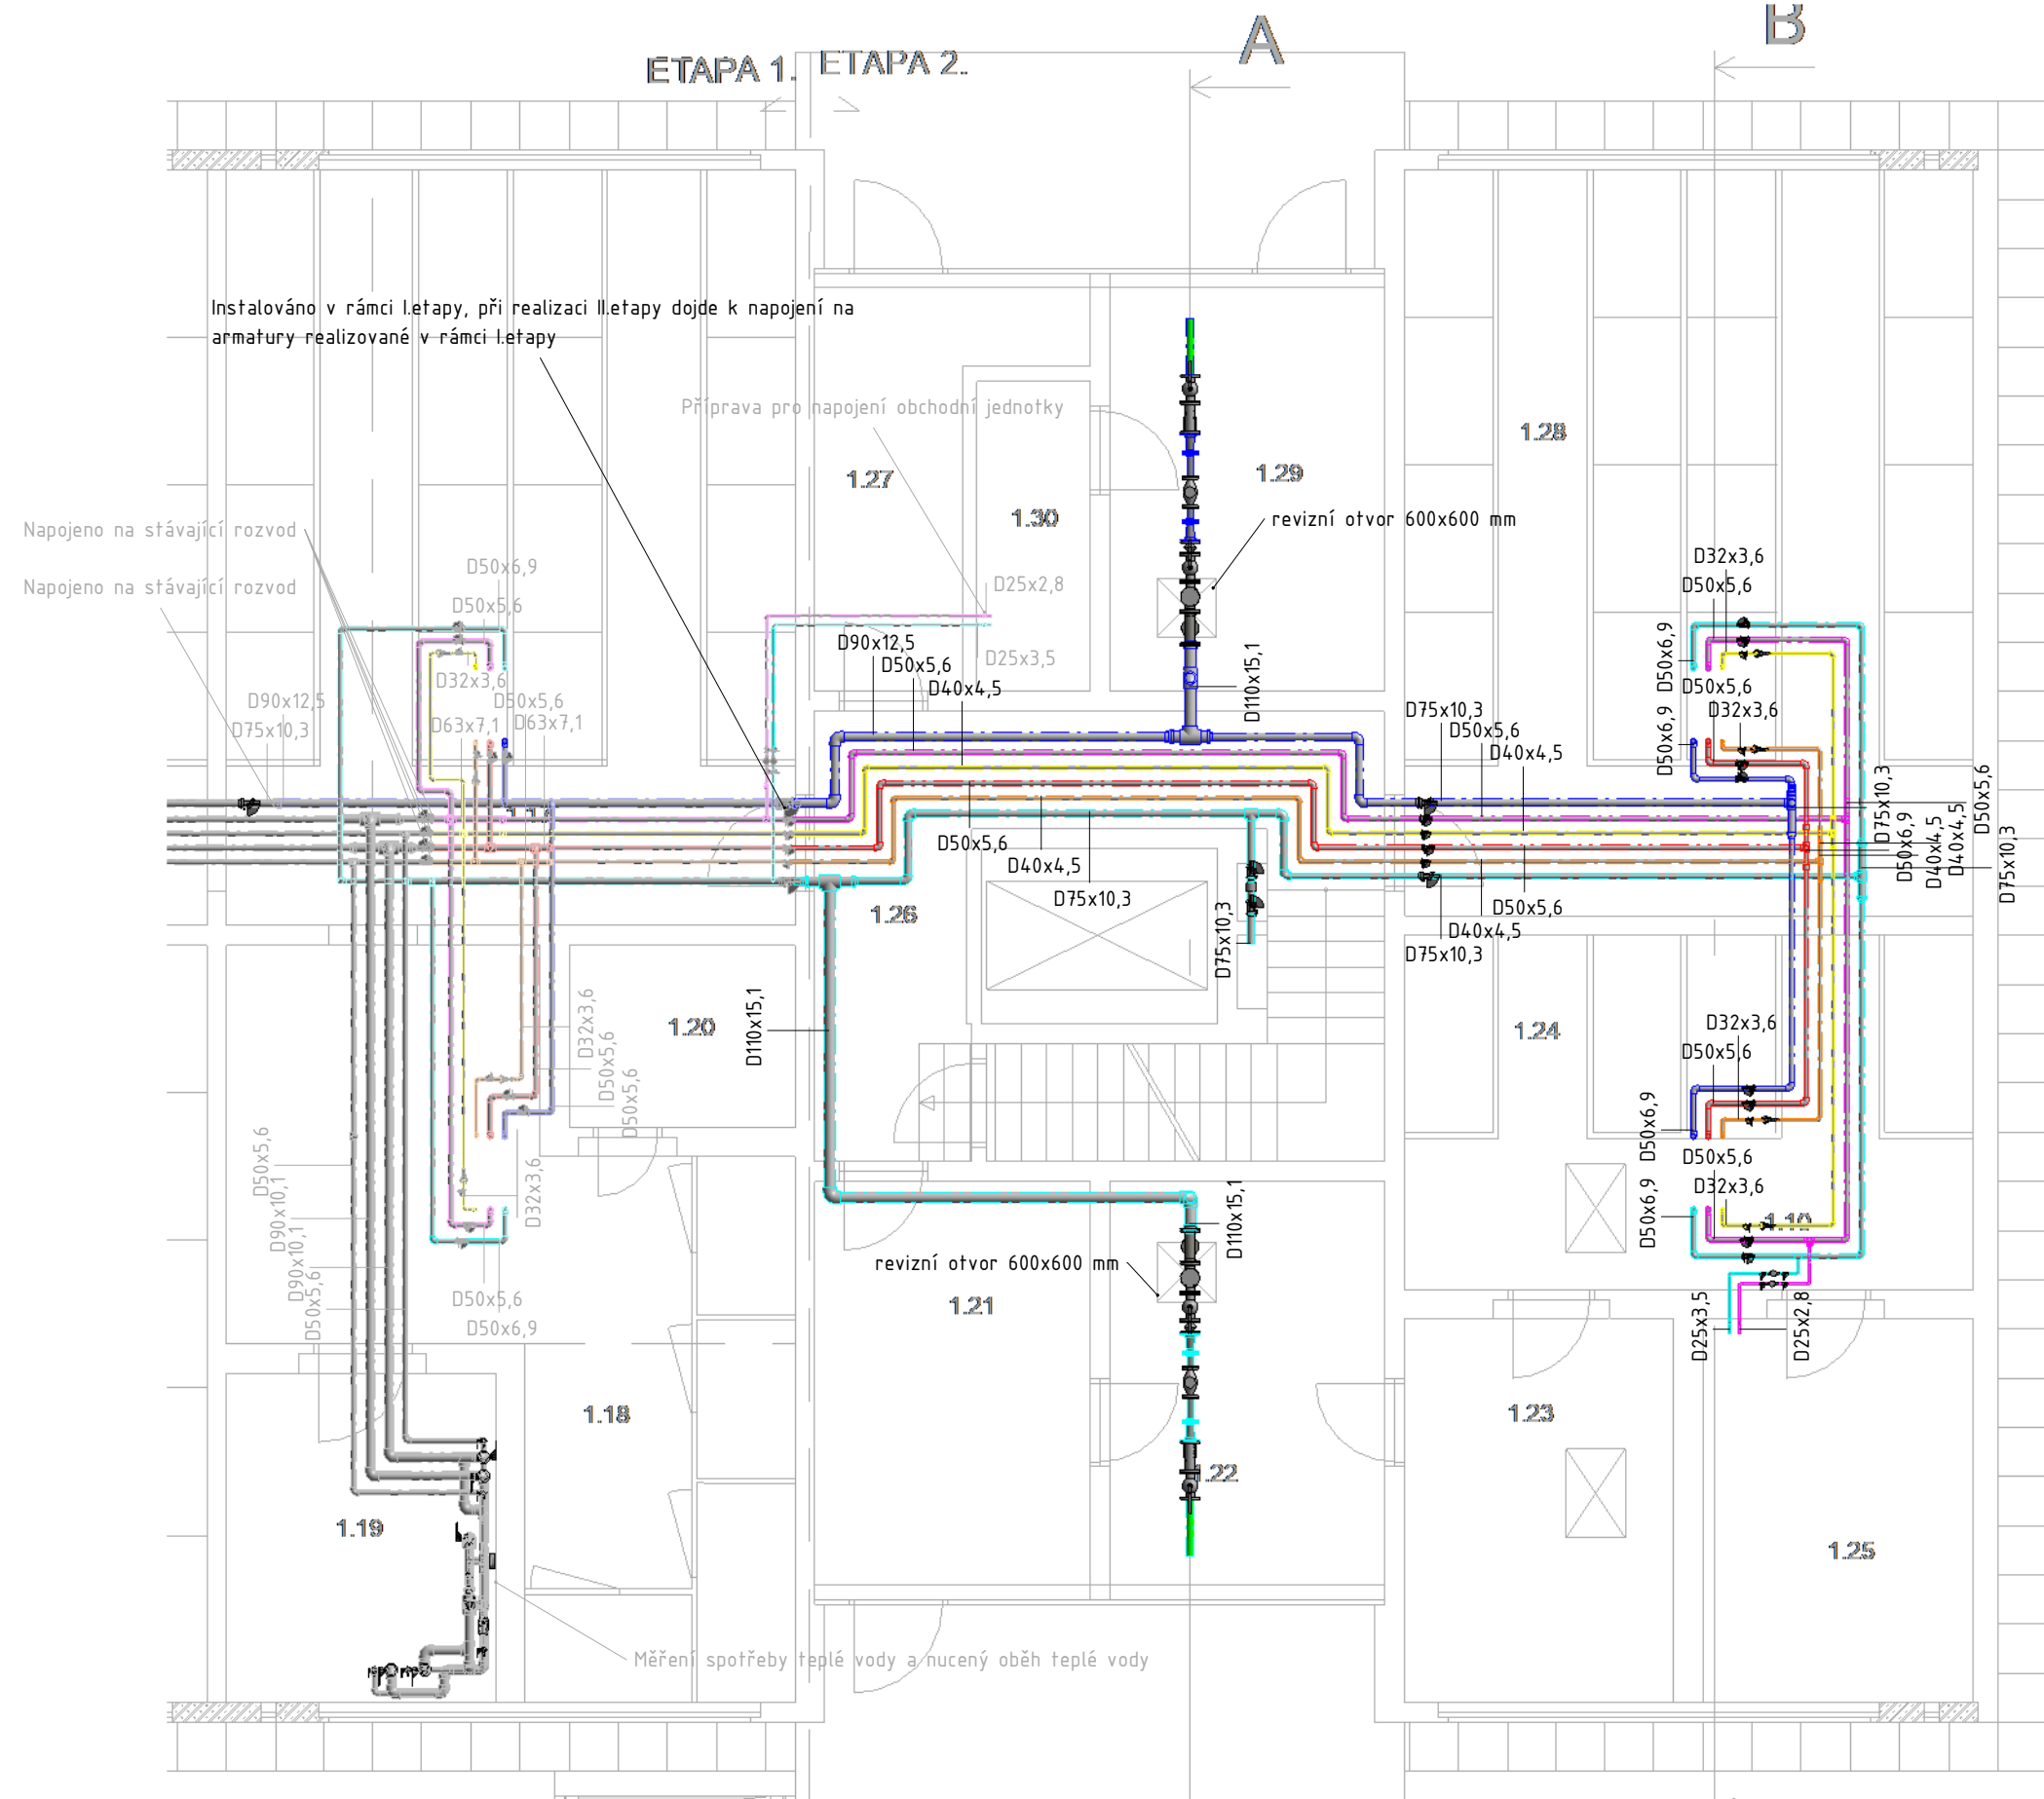 A
B
ETAPA 1.
ETAPA 2.
Instalováno v rámci I.etapy, při realizaci II.etapy dojde k napojení na
armatury realizované v rámci I.etapy
Příprava pro napojení obchodní jednotky
1.28
1.27
1.29
1.30
revizní otvor 600x600 mm
Napojeno na stávající rozvod
Napojeno na stávající rozvod
D50x6,9
D50x5,6
D25x2,8
D25x3,5
D32x3,6
D50x5,6
D50x6,9
D90x12,5
D50x5,6
D40x4,5
D110x15,1
D32x3,6
D90x12,5
D75x10,3
D50x5,6
D63x7,1
D63x7,1
D75x10,3
D50x5,6
D40x4,5
D50x5,6
D32x3,6
D50x6,9
D75x10,3
D50x6,9
D40x4,5
D40x4,5
D50x5,6
D75x10,3
D50x5,6
D40x4,5
D75x10,3
D50x5,6
D40x4,5
D75x10,3
D75x10,3
1.26
1.20
1.24
D110x15,1
D32x3,6
D50x5,6
D50x5,6
D32x3,6
D50x5,6
D50x6,9
D50x5,6
D32x3,6
D50x6,9
1.10
D50x5,6
D90x10,1
D90x10,1
D50x5,6
D32x3,6
D50x5,6
D50x6,9
D110x15,1
revizní otvor 600x600 mm
1.21
D25x3,5
D25x2,8
1.18
1.22
1.23
1.19
1.25
Měření spotřeby teplé vody a nucený oběh teplé vody